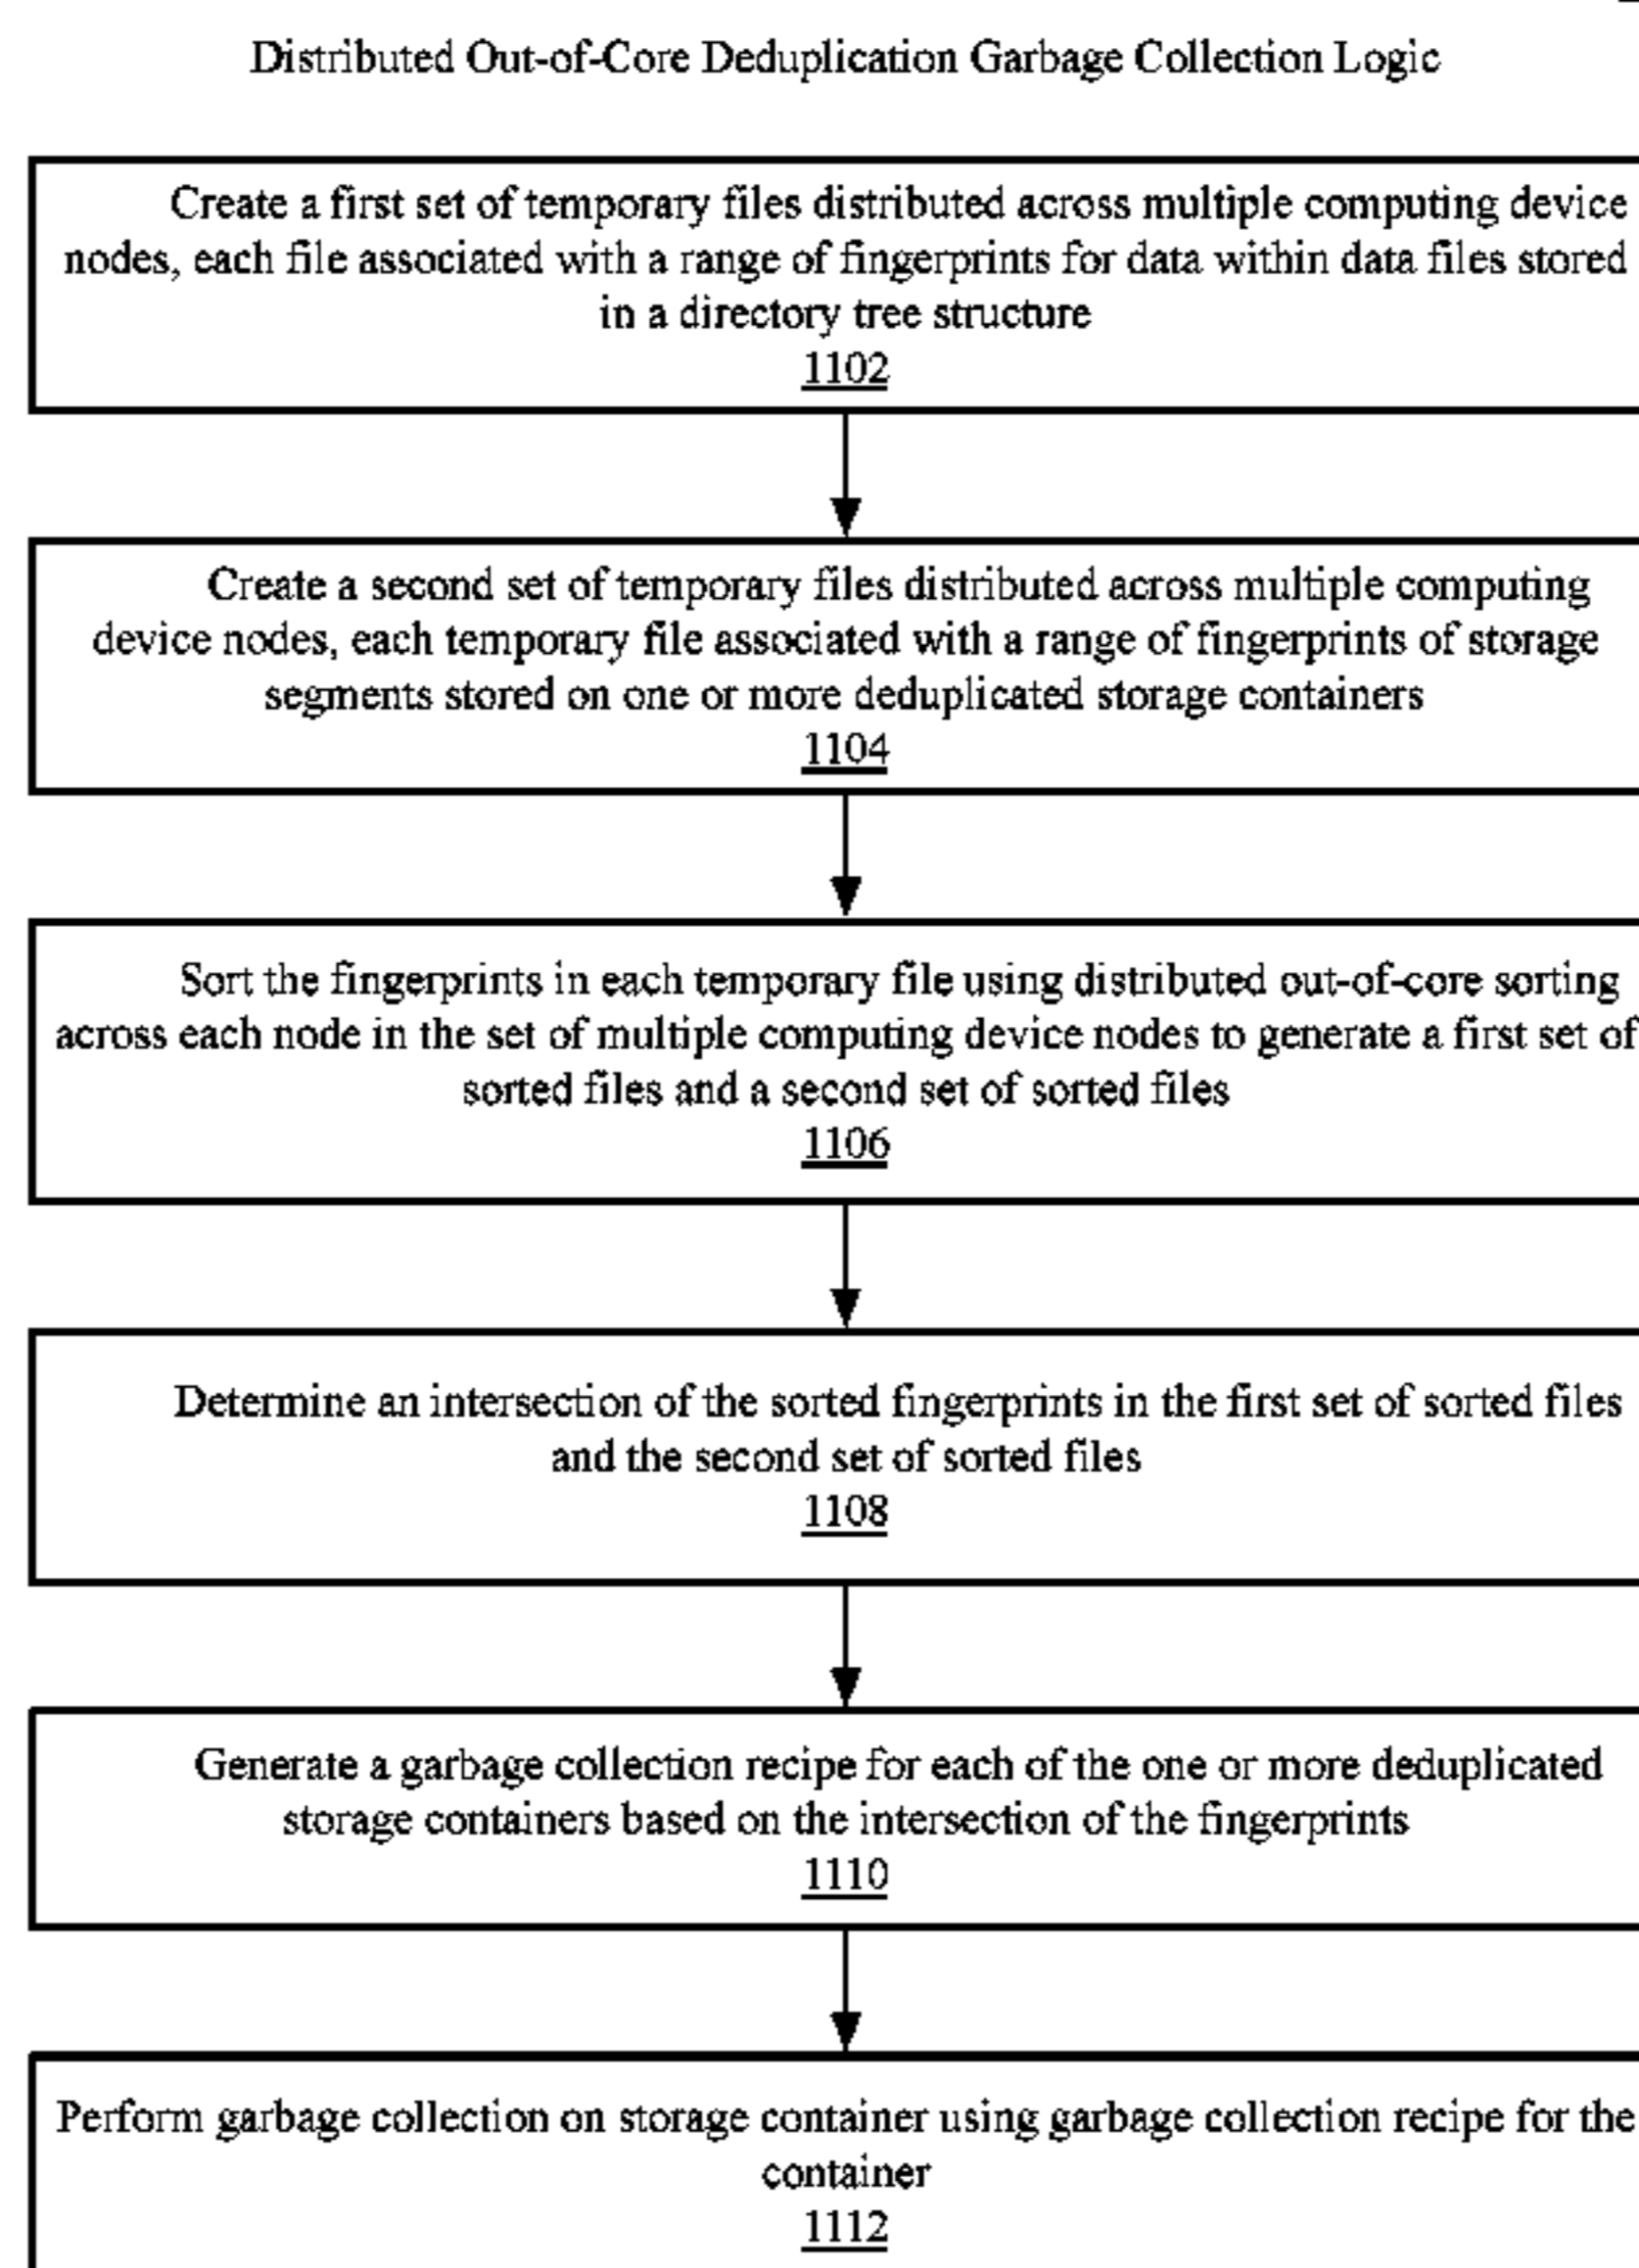 Distributed Out-of-Core Deduplication Garbage Collection Logic
Create a first set of temporary files distributed across multiple computing device
nodes, each file associated with a range of fingerprints for data within data files stored
in a directory tree structure
1102
Create a second set of temporary files distributed across multiple computing
device nodes, each temporary file associated with a range of fingerprints of storage
segments stored on one or more deduplicated storage containers
1104
Sort the fingerprints in each temporary file using distributed out-of-core sorting
across each node in the set of multiple computing device nodes to generate a first set of
sorted files and a second set of sorted files
1106
Determine an intersection of the sorted fingerprints in the first set of sorted files
and the second set of sorted files
1108
Generate a garbage collection recipe for each of the one or more deduplicated
storage containers based on the intersection of the fingerprints
1110
Perform garbage collection on storage container using garbage collection recipe for the
container
1112